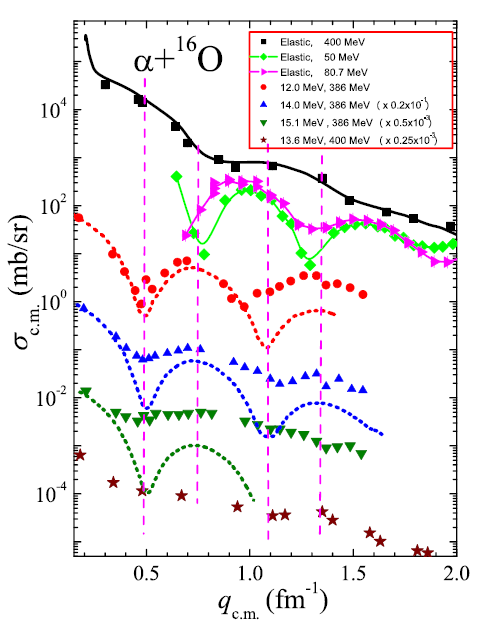 α+¹⁶O
Elastic, 400 MeV
Elastic, 50 MeV
Elastic, 80.7 MeV
12.0 MeV, 386 MeV
14.0 MeV, 386 MeV (x 0.2x10⁻¹)
15.1 MeV, 386 MeV (x 0.5x10⁻³)
13.6 MeV, 400 MeV (x 0.25x10⁻³)
10⁴
10²
10⁰
10⁻²
10⁻⁴
σc.m. (mb/sr)
0.5 1.0 1.5 2.0
qc.m. (fm⁻¹)